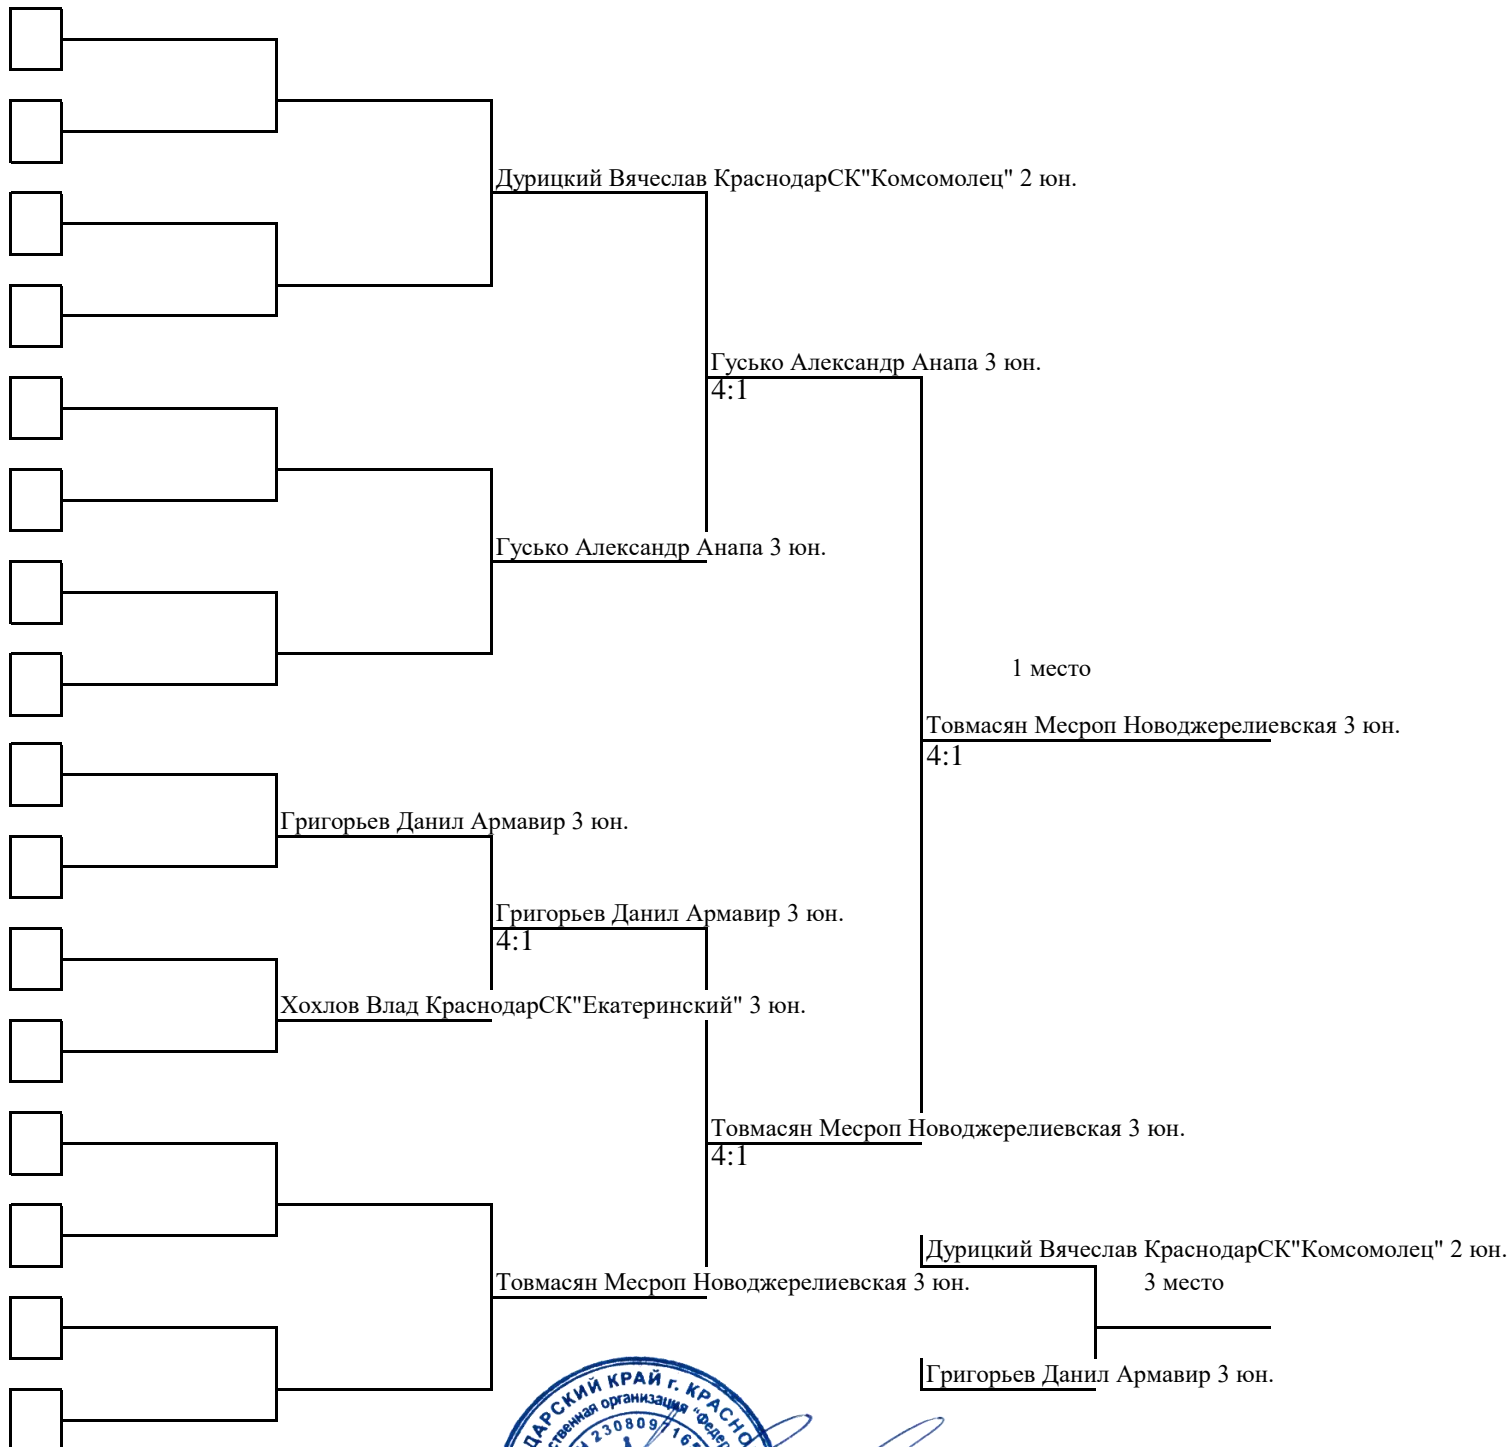 Дурицкий Вячеслав КраснодарСК"Комсомолец" 2 юн.
Гусько Александр Анапа 3 юн.
4:1
Гусько Александр Анапа 3 юн.
1 место
Товмасян Месроп Новоджерелиевская 3 юн.
4:1
Григорьев Данил Армавир 3 юн.
Григорьев Данил Армавир 3 юн.
4:1
Хохлов Влад КраснодарСК"Екатеринский" 3 юн.
Товмасян Месроп Новоджерелиевская 3 юн.
4:1
Дурицкий Вячеслав КраснодарСК"Комсомолец" 2 юн.
Товмасян Месроп Новоджерелиевская 3 юн.
3 место
Григорьев Данил Армавир 3 юн.
КРАЙ г.
организация